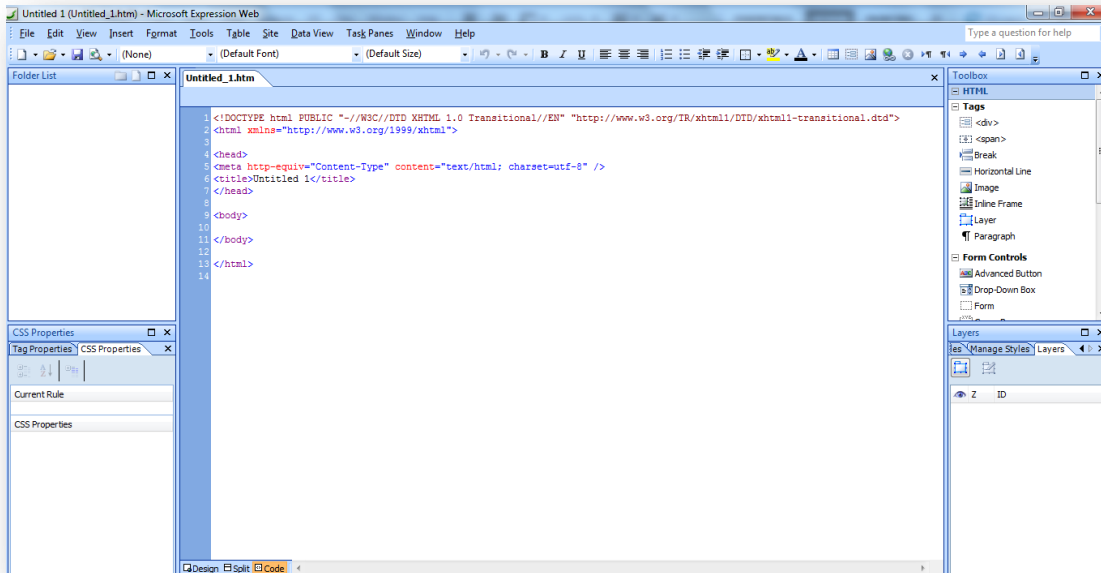 Untitled 1 (Untitled_1.htm) - Microsoft Expression Web
File Edit View Insert Format Tools Table Site Data View Task Panes Window Help
Type a question for help
(None) (Default Font) (Default Size) B I U A
Folder List
Untitled_1.htm
1 <!DOCTYPE html PUBLIC "-//W3C//DTD XHTML 1.0 Transitional//EN" "http://www.w3.org/TR/xhtml1/DTD/xhtml1-transitional.dtd">
2 <html xmlns="http://www.w3.org/1999/xhtml">
3
4 <head>
5 <meta http-equiv="Content-Type" content="text/html; charset=utf-8" />
6 <title>Untitled 1</title>
7 </head>
8
9 <body>
10
11 </body>
12
13 </html>
14
Design Split Code
CSS Properties
Tag Properties CSS Properties
Current Rule
CSS Properties
Toolbox
HTML
Tags
<div>
<span>
Break
Horizontal Line
Image
Inline Frame
Layer
Paragraph
Form Controls
Advanced Button
Drop-Down Box
Form
Layers
Manage Styles Layers
Z ID